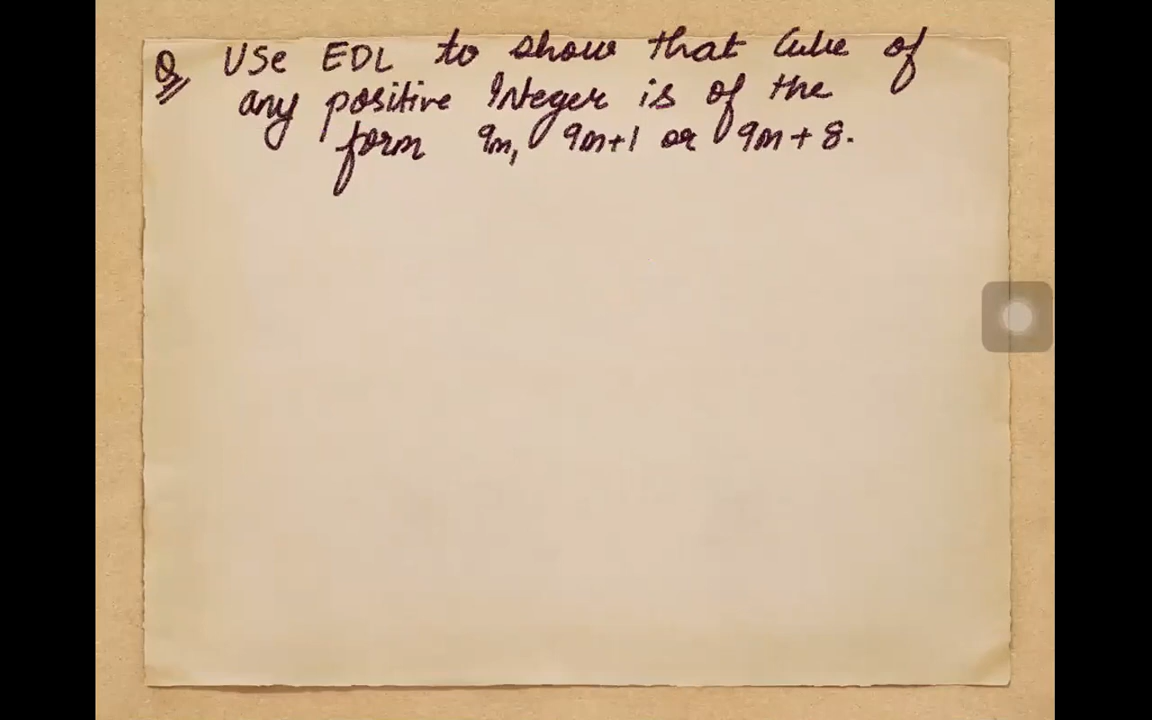 Q USe EDL to show that Cube of
any positive Integer is of the
form 9m, 9m+1 or 9m + 8.